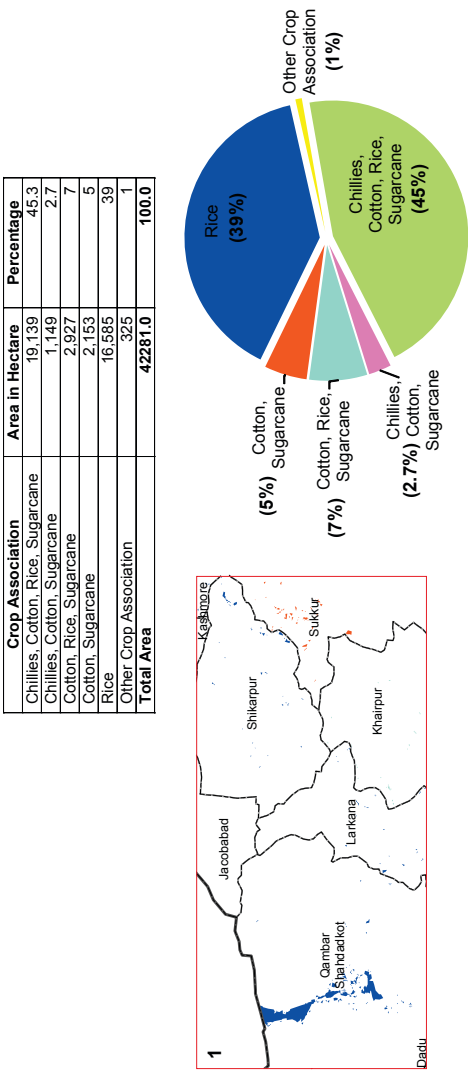 Crop Association Area in Hectare Percentage
Chillies, Cotton, Rice, Sugarcane 19,139 45.3
Chillies, Cotton, Sugarcane 1,149 2.7
Cotton, Rice, Sugarcane 2,927 7
Cotton, Sugarcane 2,153 5
Rice 16,585 39
Other Crop Association 325 1
Total Area 42281.0 100.0
1
Kashmore
Jacobabad
Shikarpur
Sukkur
Qambar
Shahdadkot
Larkana
Khairpur
Dadu
Rice
(39%)
Other Crop
Association
(1%)
Chillies,
Cotton, Rice,
Sugarcane
(45%)
(5%) Cotton,
Sugarcane
(7%) Cotton, Rice,
Sugarcane
Chillies,
(2.7%) Cotton,
Sugarcane